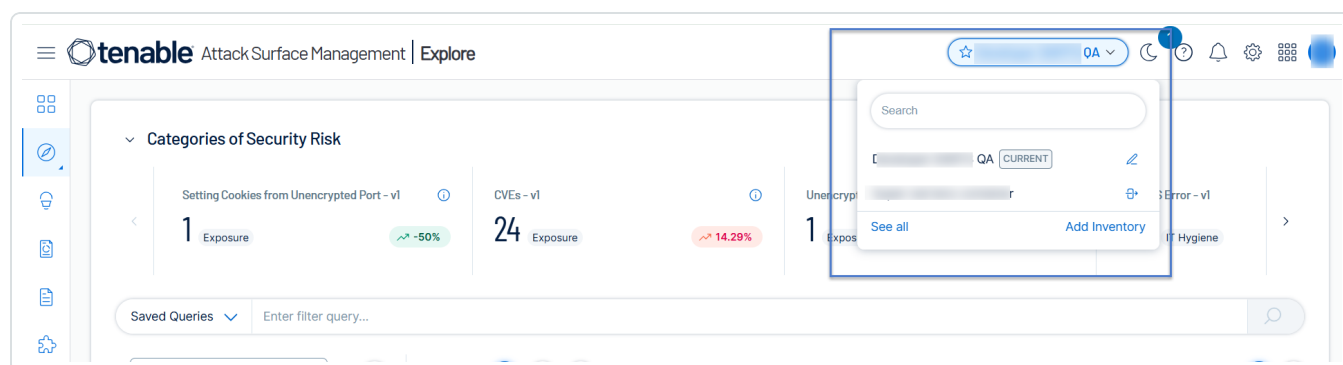 tenable Attack Surface Management | Explore
QA
Search
QA CURRENT
See all Add Inventory
Categories of Security Risk
Setting Cookies from Unencrypted Port - v1
1 Exposure -50%
CVEs - v1
24 Exposure 14.29%
1
Error - v1
IT Hygiene
Saved Queries Enter filter query...